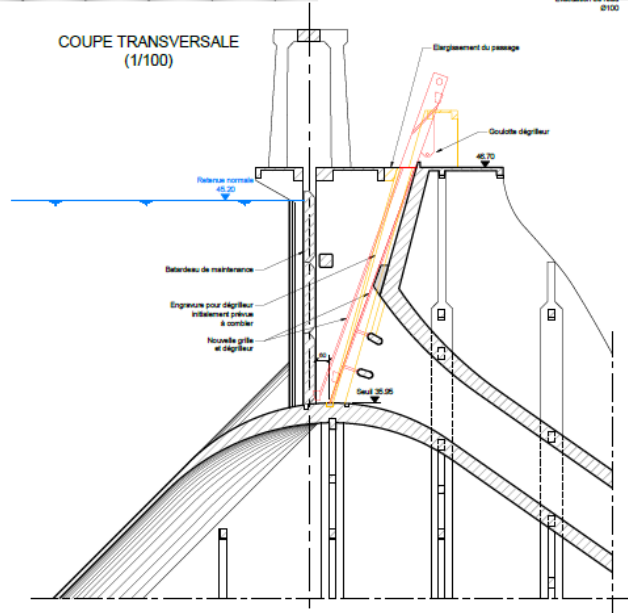 Ø100
COUPE TRANSVERSALE
(1/100)
Elargissement du passage
Goulotte dégrilleur
46.70
Retenue normale
45.20
Batardeau de maintenance
Engravure pour dégrilleur
initialement prévue
à combler
Nouvelle grille
et dégrilleur
60
Seuil 35.95